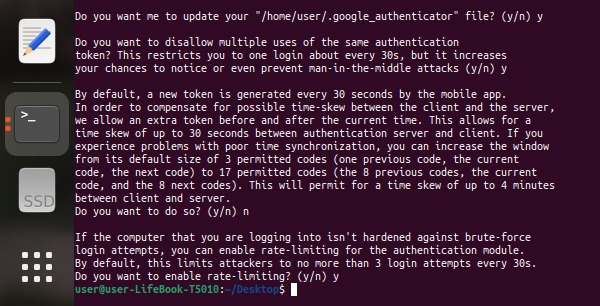 Do you want me to update your "/home/user/.google_authenticator" file? (y/n) y
Do you want to disallow multiple uses of the same authentication
token? This restricts you to one login about every 30s, but it increases
your chances to notice or even prevent man-in-the-middle attacks (y/n) y
By default, a new token is generated every 30 seconds by the mobile app.
In order to compensate for possible time-skew between the client and the server,
we allow an extra token before and after the current time. This allows for a
time skew of up to 30 seconds between authentication server and client. If you
experience problems with poor time synchronization, you can increase the window
from its default size of 3 permitted codes (one previous code, the current
code, the next code) to 17 permitted codes (the 8 previous codes, the current
code, and the 8 next codes). This will permit for a time skew of up to 4 minutes
between client and server.
Do you want to do so? (y/n) n
If the computer that you are logging into isn't hardened against brute-force
login attempts, you can enable rate-limiting for the authentication module.
By default, this limits attackers to no more than 3 login attempts every 30s.
Do you want to enable rate-limiting? (y/n) y
user@user-LifeBook-T5010:~/Desktop$
>_
SSD